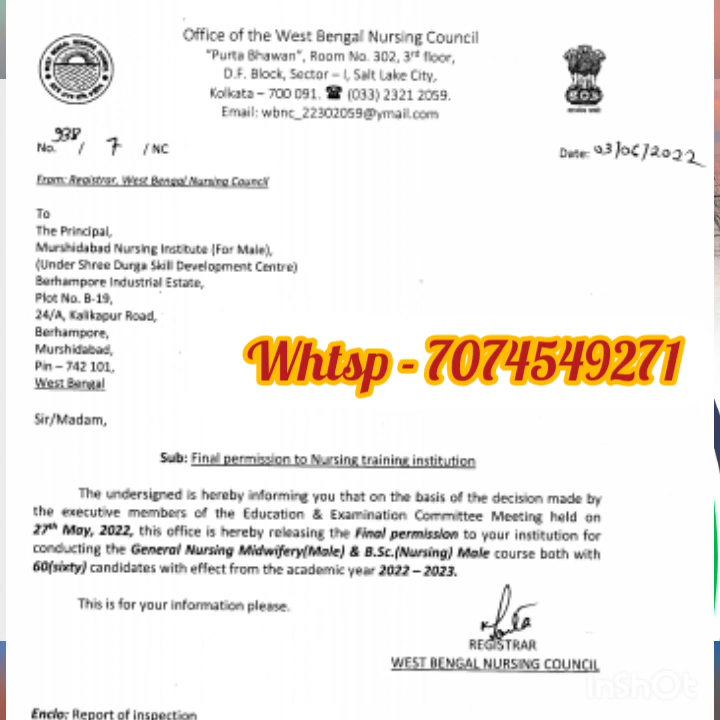 Office of the West Bengal Nursing Council
"Purta Bhawan", Room No. 302, 3rd floor,
D.F. Block, Sector – I, Salt Lake City,
Kolkata – 700 091. ☎ (033) 2321 2059.
Email: wbnc_22302059@ymail.com
No. 938 / 7 / NC
Date: 03/06/2022
From: Registrar, West Bengal Nursing Council
To
The Principal,
Murshidabad Nursing Institute (For Male),
(Under Shree Durga Skill Development Centre)
Berhampore Industrial Estate,
Plot No. B-19,
24/A, Kalikapur Road,
Berhampore,
Murshidabad,
Pin – 742 101,
West Bengal
Whtsp - 7074549271
Sir/Madam,
Sub: Final permission to Nursing training institution
The undersigned is hereby informing you that on the basis of the decision made by
the executive members of the Education & Examination Committee Meeting held on
27th May, 2022, this office is hereby releasing the Final permission to your institution for
conducting the General Nursing Midwifery(Male) & B.Sc.(Nursing) Male course both with
60(sixty) candidates with effect from the academic year 2022 – 2023.
This is for your information please.
REGISTRAR
WEST BENGAL NURSING COUNCIL
InShOt
Enclo: Report of inspection